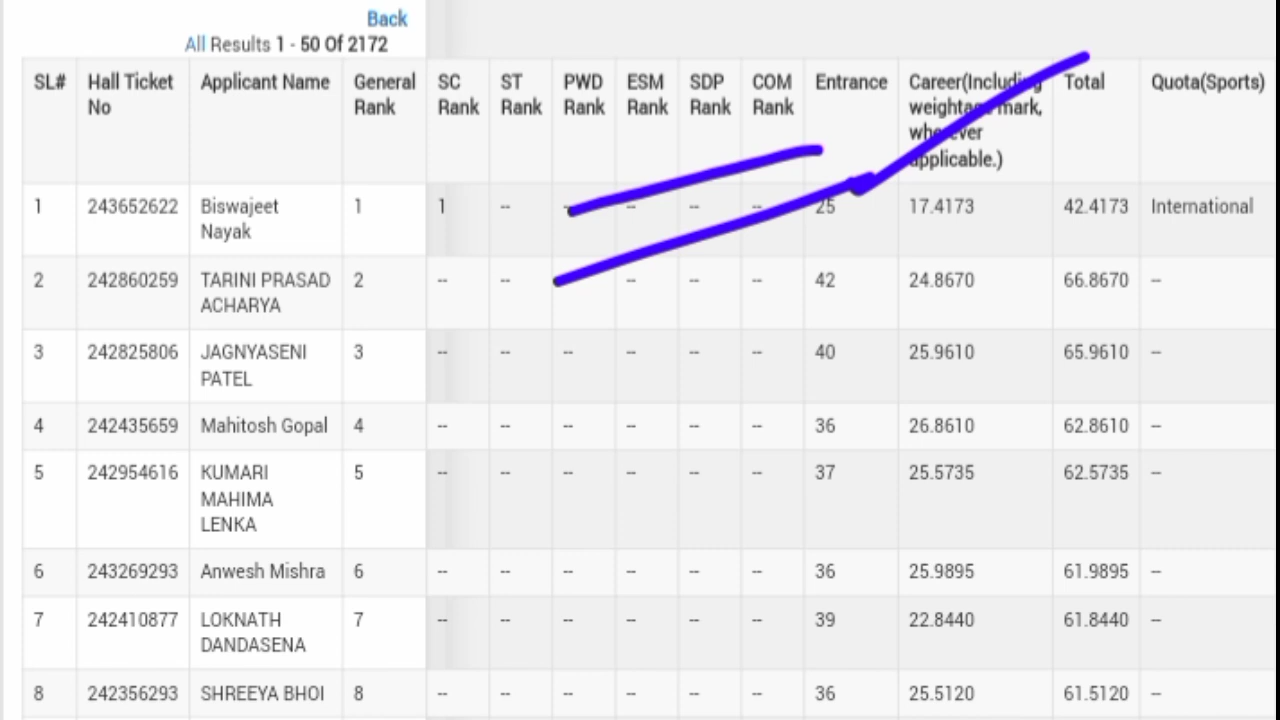 Back
All Results 1 - 50 Of 2172
SL# Hall Ticket No Applicant Name General Rank SC Rank ST Rank PWD Rank ESM Rank SDP Rank COM Rank Entrance Career(Including weightage mark, wherever applicable.) Total Quota(Sports)
1 243652622 Biswajeet Nayak 1 1 -- -- -- -- -- 25 17.4173 42.4173 International
2 242860259 TARINI PRASAD ACHARYA 2 -- -- -- -- -- -- 42 24.8670 66.8670 --
3 242825806 JAGNYASENI PATEL 3 -- -- -- -- -- -- 40 25.9610 65.9610 --
4 242435659 Mahitosh Gopal 4 -- -- -- -- -- -- 36 26.8610 62.8610 --
5 242954616 KUMARI MAHIMA LENKA 5 -- -- -- -- -- -- 37 25.5735 62.5735 --
6 243269293 Anwesh Mishra 6 -- -- -- -- -- -- 36 25.9895 61.9895 --
7 242410877 LOKNATH DANDASENA 7 -- -- -- -- -- -- 39 22.8440 61.8440 --
8 242356293 SHREEYA BHOI 8 -- -- -- -- -- -- 36 25.5120 61.5120 --